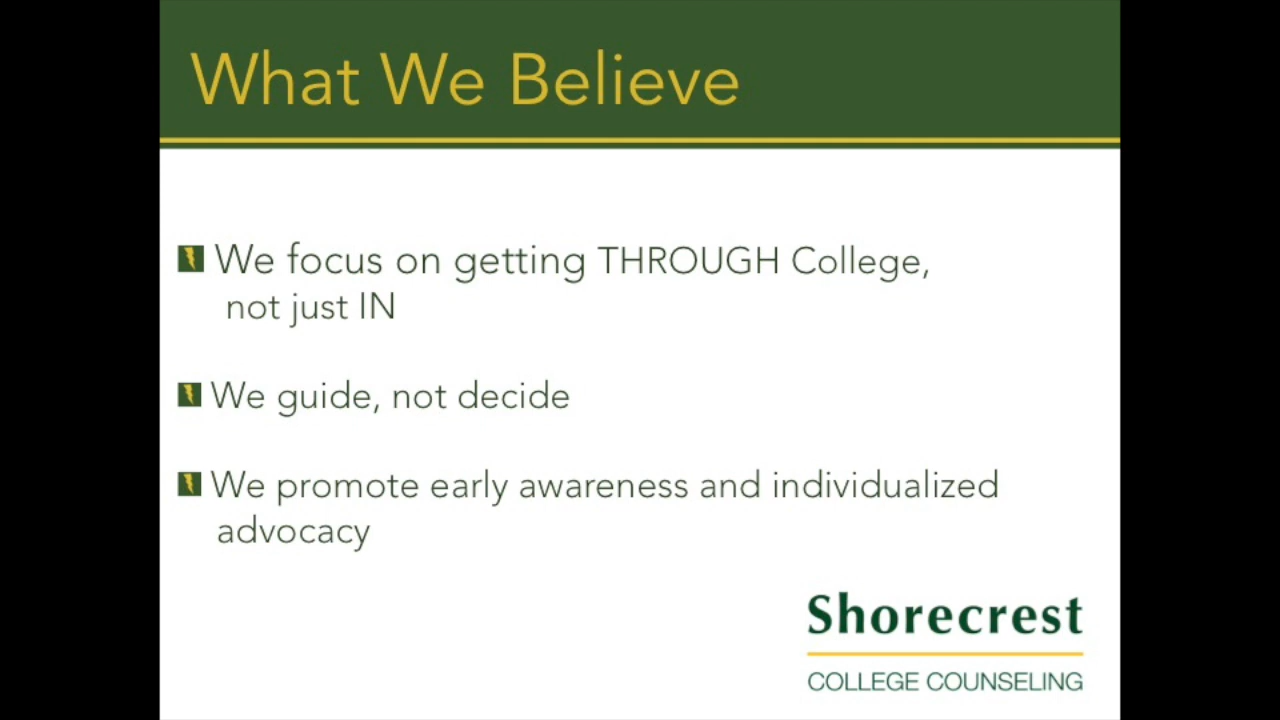 What We Believe
We focus on getting THROUGH College,
not just IN
We guide, not decide
We promote early awareness and individualized
advocacy
Shorecrest
COLLEGE COUNSELING